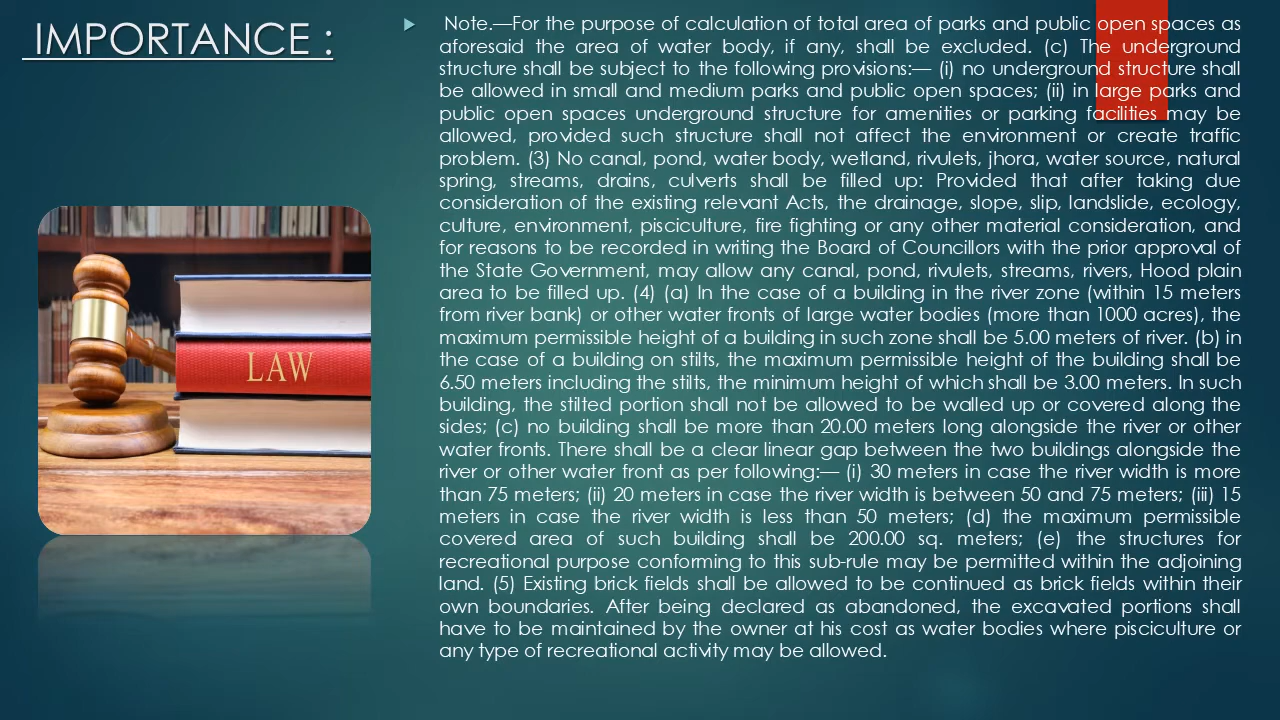 IMPORTANCE :
Note.—For the purpose of calculation of total area of parks and public open spaces as
aforesaid the area of water body, if any, shall be excluded. (c) The underground
structure shall be subject to the following provisions:— (i) no underground structure shall
be allowed in small and medium parks and public open spaces; (ii) in large parks and
public open spaces underground structure for amenities or parking facilities may be
allowed, provided such structure shall not affect the environment or create traffic
problem. (3) No canal, pond, water body, wetland, rivulets, jhora, water source, natural
spring, streams, drains, culverts shall be filled up: Provided that after taking due
consideration of the existing relevant Acts, the drainage, slope, slip, landslide, ecology,
culture, environment, pisciculture, fire fighting or any other material consideration, and
for reasons to be recorded in writing the Board of Councillors with the prior approval of
the State Government, may allow any canal, pond, rivulets, streams, rivers, Hood plain
area to be filled up. (4) (a) In the case of a building in the river zone (within 15 meters
from river bank) or other water fronts of large water bodies (more than 1000 acres), the
maximum permissible height of a building in such zone shall be 5.00 meters of river. (b) in
the case of a building on stilts, the maximum permissible height of the building shall be
6.50 meters including the stilts, the minimum height of which shall be 3.00 meters. In such
building, the stilted portion shall not be allowed to be walled up or covered along the
sides; (c) no building shall be more than 20.00 meters long alongside the river or other
water fronts. There shall be a clear linear gap between the two buildings alongside the
river or other water front as per following:— (i) 30 meters in case the river width is more
than 75 meters; (ii) 20 meters in case the river width is between 50 and 75 meters; (iii) 15
meters in case the river width is less than 50 meters; (d) the maximum permissible
covered area of such building shall be 200.00 sq. meters; (e) the structures for
recreational purpose conforming to this sub-rule may be permitted within the adjoining
land. (5) Existing brick fields shall be allowed to be continued as brick fields within their
own boundaries. After being declared as abandoned, the excavated portions shall
have to be maintained by the owner at his cost as water bodies where pisciculture or
any type of recreational activity may be allowed.
LAW